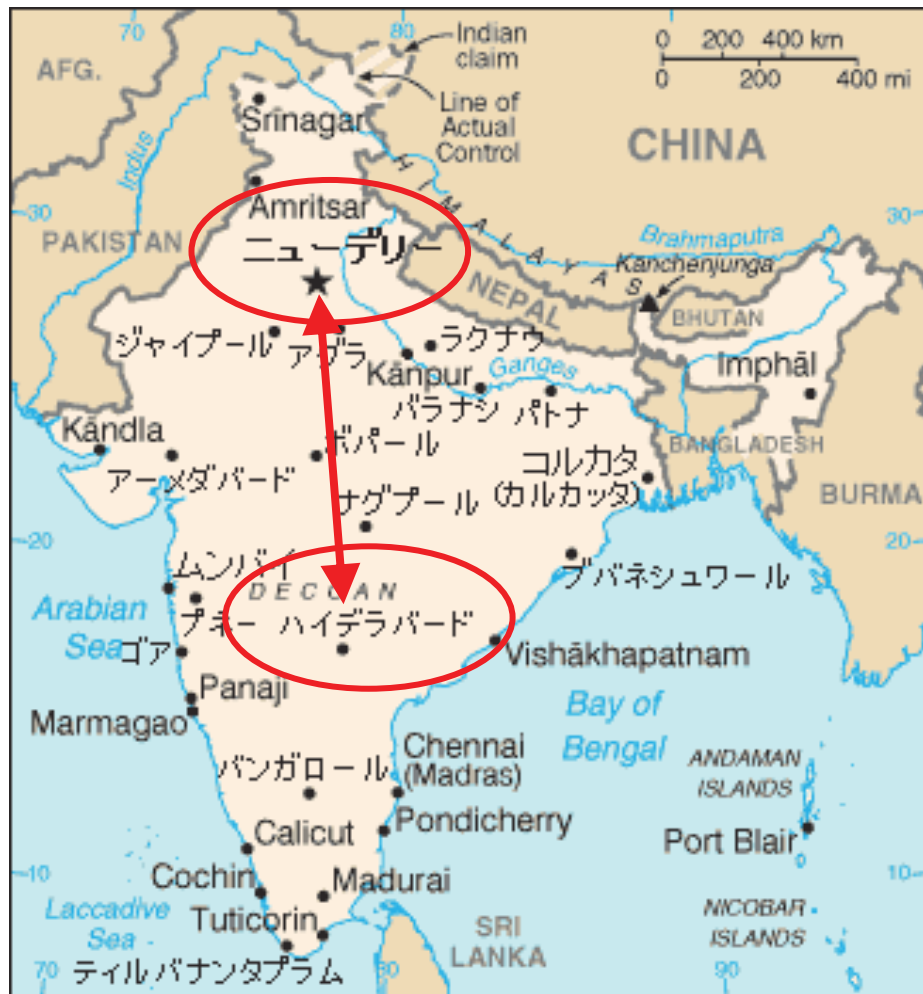 70
80
Indian
claim
0 200 400 km
0 200 400 mi
AFG.
Line of
Actual
Control
Srinagar
CHINA
Indus
HIMALAYAS
Amritsar
30
30
PAKISTAN
ニューデリー
Brahmaputra
Kanchenjunga
NEPAL
BHUTAN
ジャイプール
アグラ
ラクナウ
Kānpur
Ganges
Imphāl
バラナシ
パトナ
Kāndla
ボパール
BANGLADESH
アーメダバード
コルカタ
(カルカッタ)
ナグプール
BURMA
20
20
ムンバイ
DECCAN
ブバネシュワール
Arabian
Sea
プネー
ハイデラバード
ゴア
Vishākhapatnam
Panaji
Marmagao
Bay of
Bengal
バンガロール
Chennai
(Madras)
ANDAMAN
ISLANDS
Pondicherry
Calicut
Port Blair
Cochin
Madurai
10
10
Laccadive
Sea
Tuticorin
SRI
LANKA
NICOBAR
ISLANDS
ティルバナンタプラム
70
80
90